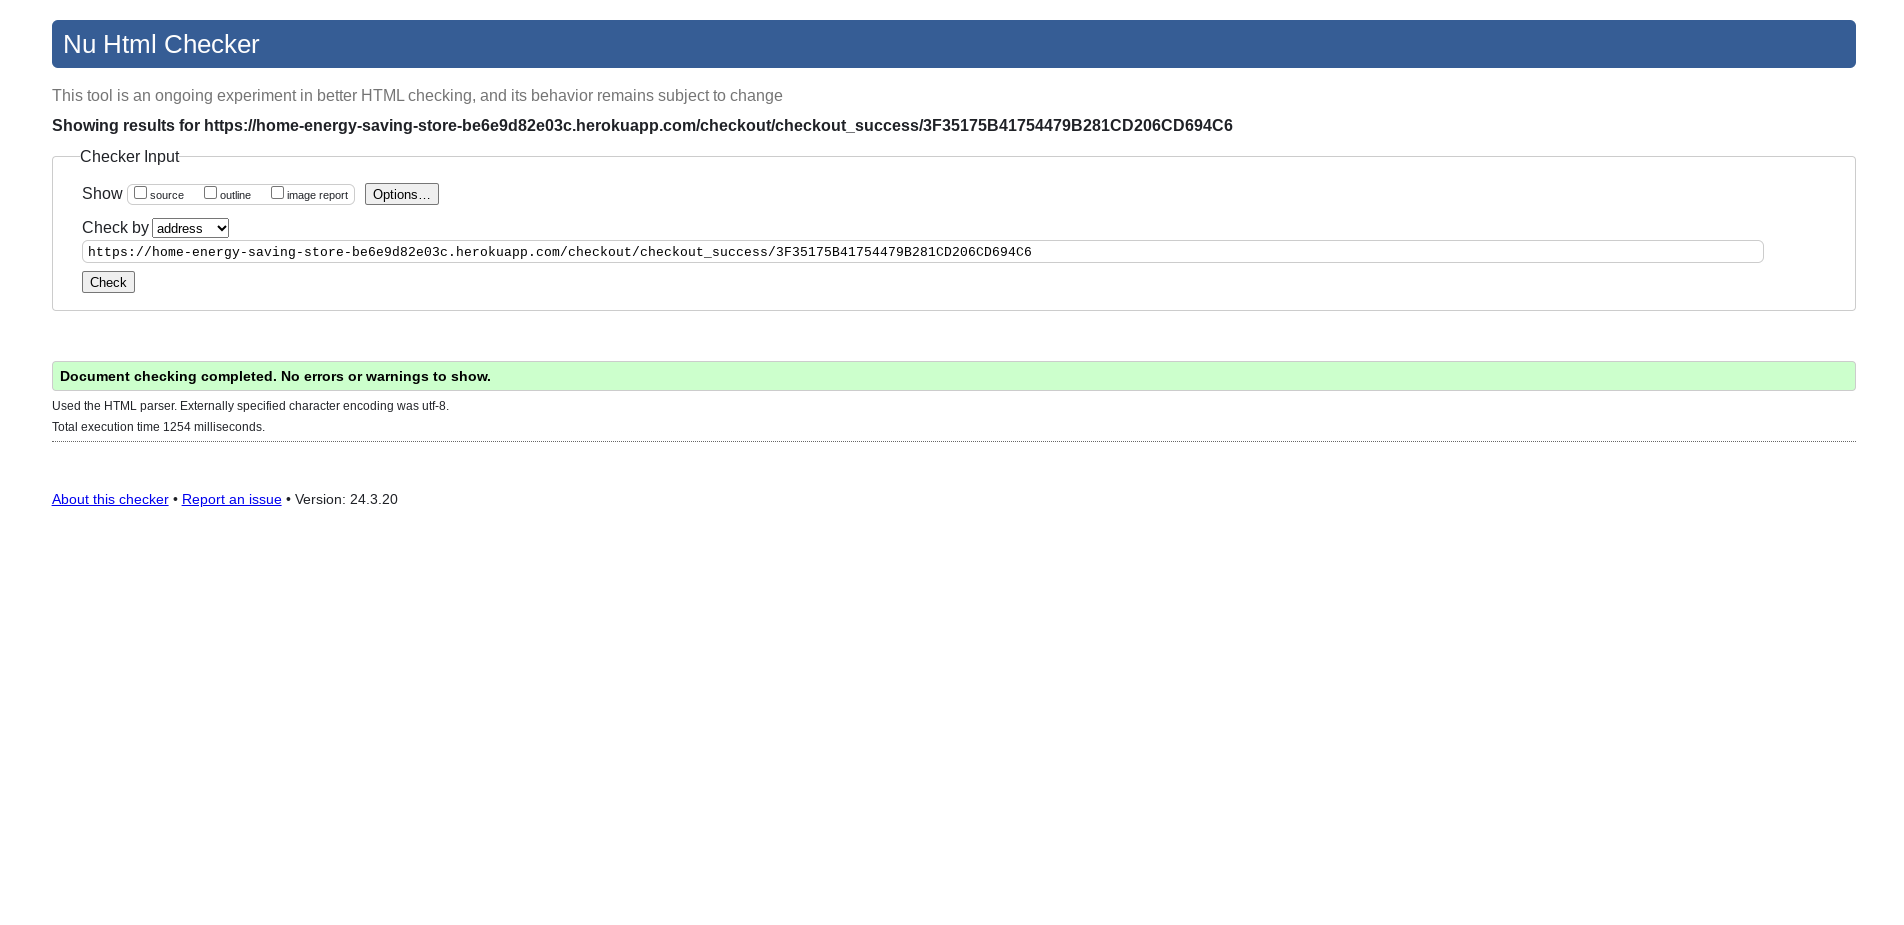 Nu Html Checker
This tool is an ongoing experiment in better HTML checking, and its behavior remains subject to change
Showing results for https://home-energy-saving-store-be6e9d82e03c.herokuapp.com/checkout/checkout_success/3F35175B41754479B281CD206CD694C6
Checker Input
Show source outline image report Options…
Check by address
https://home-energy-saving-store-be6e9d82e03c.herokuapp.com/checkout/checkout_success/3F35175B41754479B281CD206CD694C6
Check
Document checking completed. No errors or warnings to show.
Used the HTML parser. Externally specified character encoding was utf-8.
Total execution time 1254 milliseconds.
About this checker • Report an issue • Version: 24.3.20